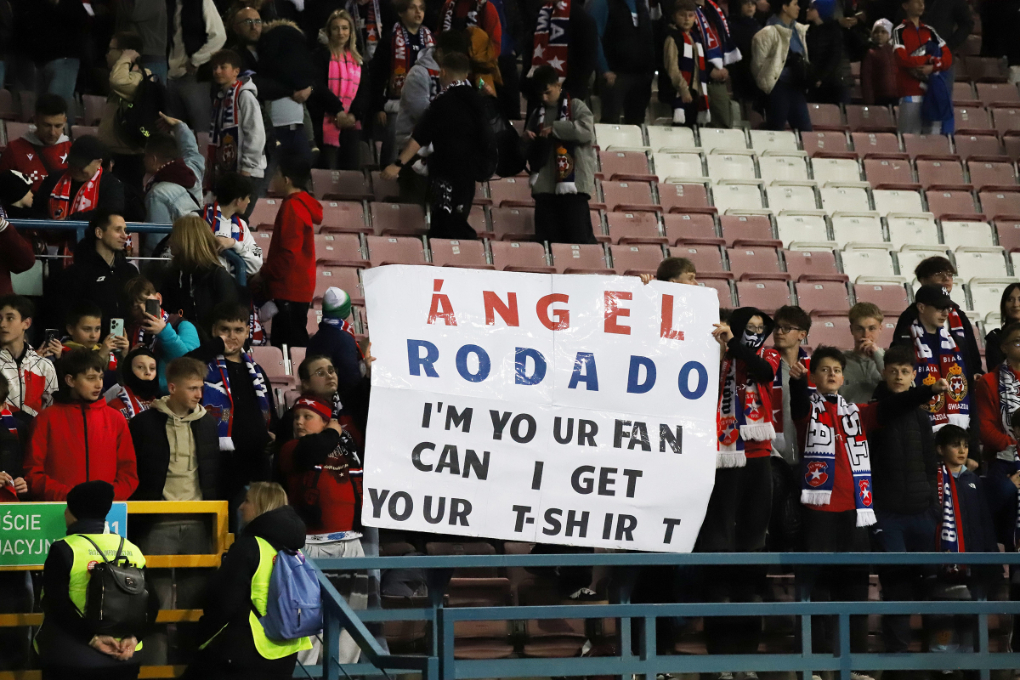 ÁNGEL
RODADO
I'M YOUR FAN
CAN I GET
YOUR T-SHIRT